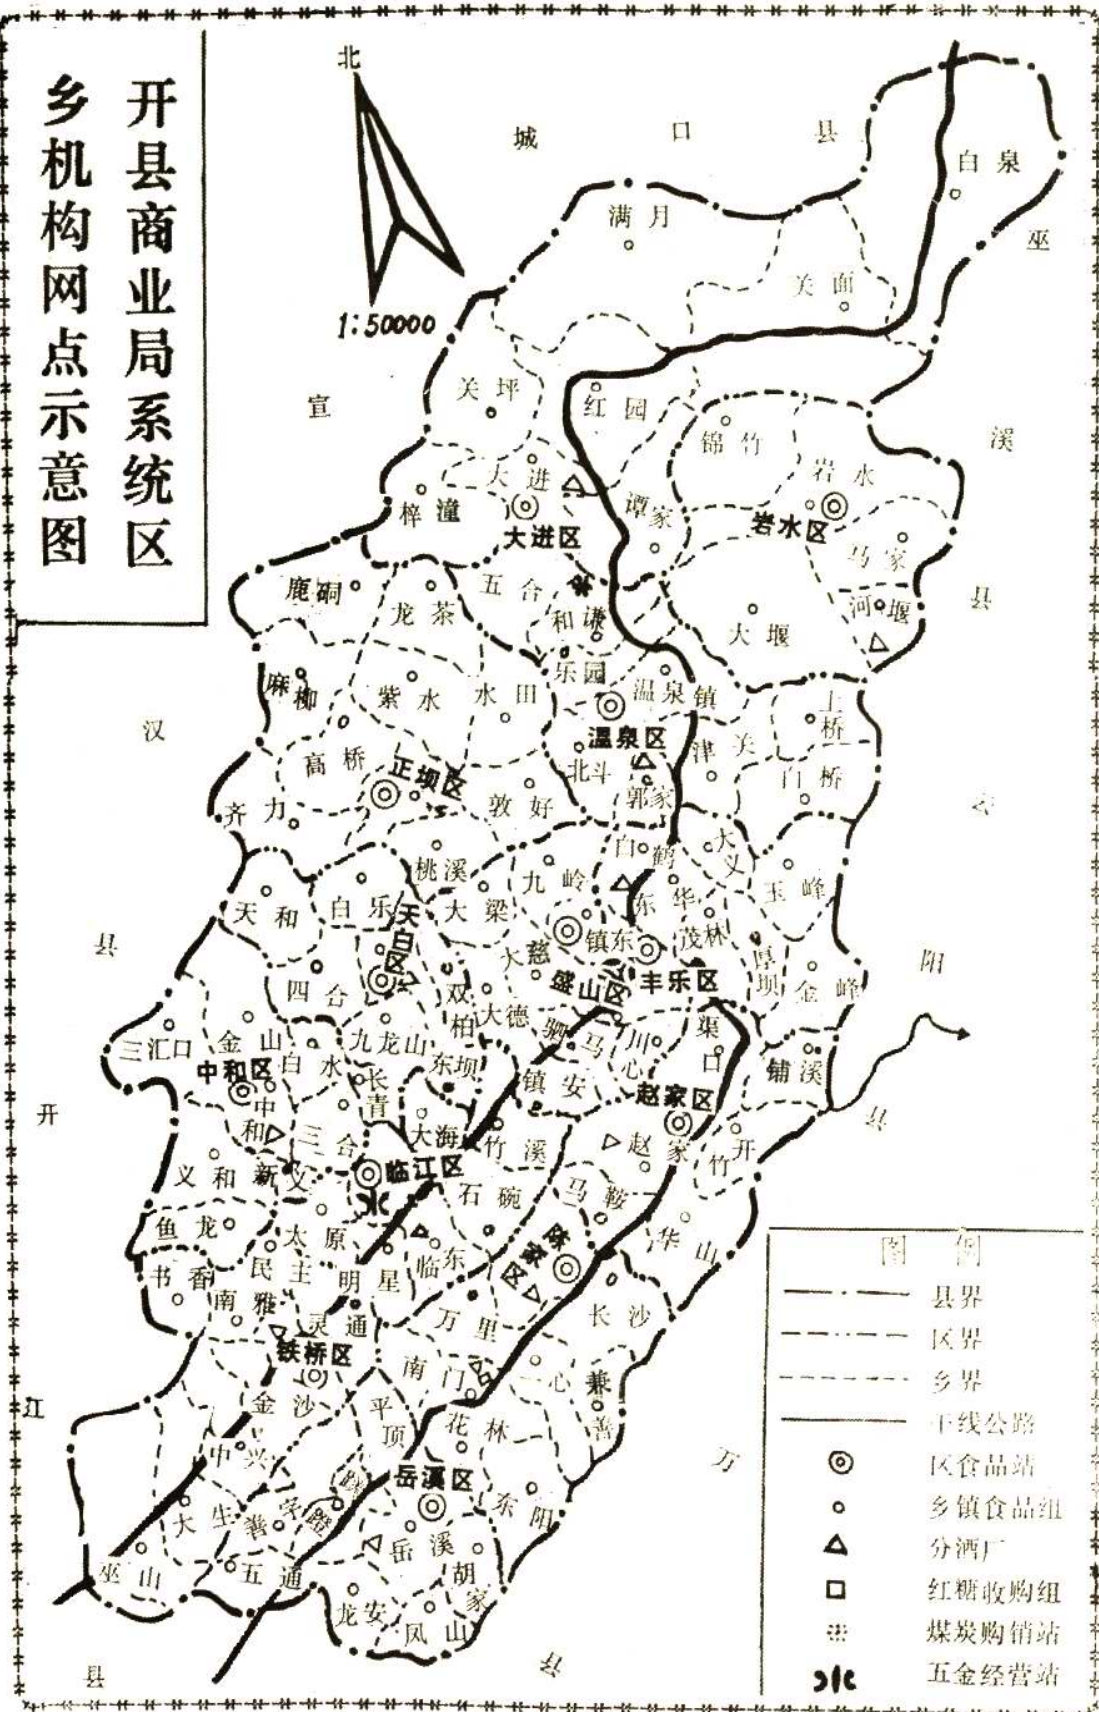 开县商业局系统区
乡机构网点示意图
北
1:50000
城口县
白泉
满月
巫
关面
关坪
宣
红园
锦竹
溪
大进
岩水
梓潼
谭家
大进区
岩水区
马家
鹿硐
五合
龙茶
和谦
河堰
县
大堰
乐园
麻柳
紫水
水田
温泉镇
上桥
汉
温泉区
津关
高桥
正坝区
北斗
白桥
齐力
敦好
郭家
桃溪
白鹤
大义
九岭
玉峰
天和
白乐
大梁
东华
天白区
镇东
茂林
县
大慈
厚坝
阳
四合
盛山区
丰乐区
金峰
双柏
大德
三汇口
金山
白水
九龙山
驷马
川心
渠口
东坝
中和区
镇安
铺溪
长青
赵家区
开
中和
三合
大海
竹溪
赵家
竹开
县
义和
新义
临江区
石碗
马鞍
鱼龙
太原
华山
书香
民主
明星
临东
陈家区
南雅
灵通
万里
长沙
铁桥区
南门
一心
兼善
江
金沙
平顶
花林
中兴
岳溪区
万
大生
善字
踩蹬
东阳
岳溪
胡家
巫山
五通
龙安
凤山
县
图例
县界
区界
乡界
干线公路
区食品站
乡镇食品组
分酒厂
红糖收购组
煤炭购销站
五金经营站